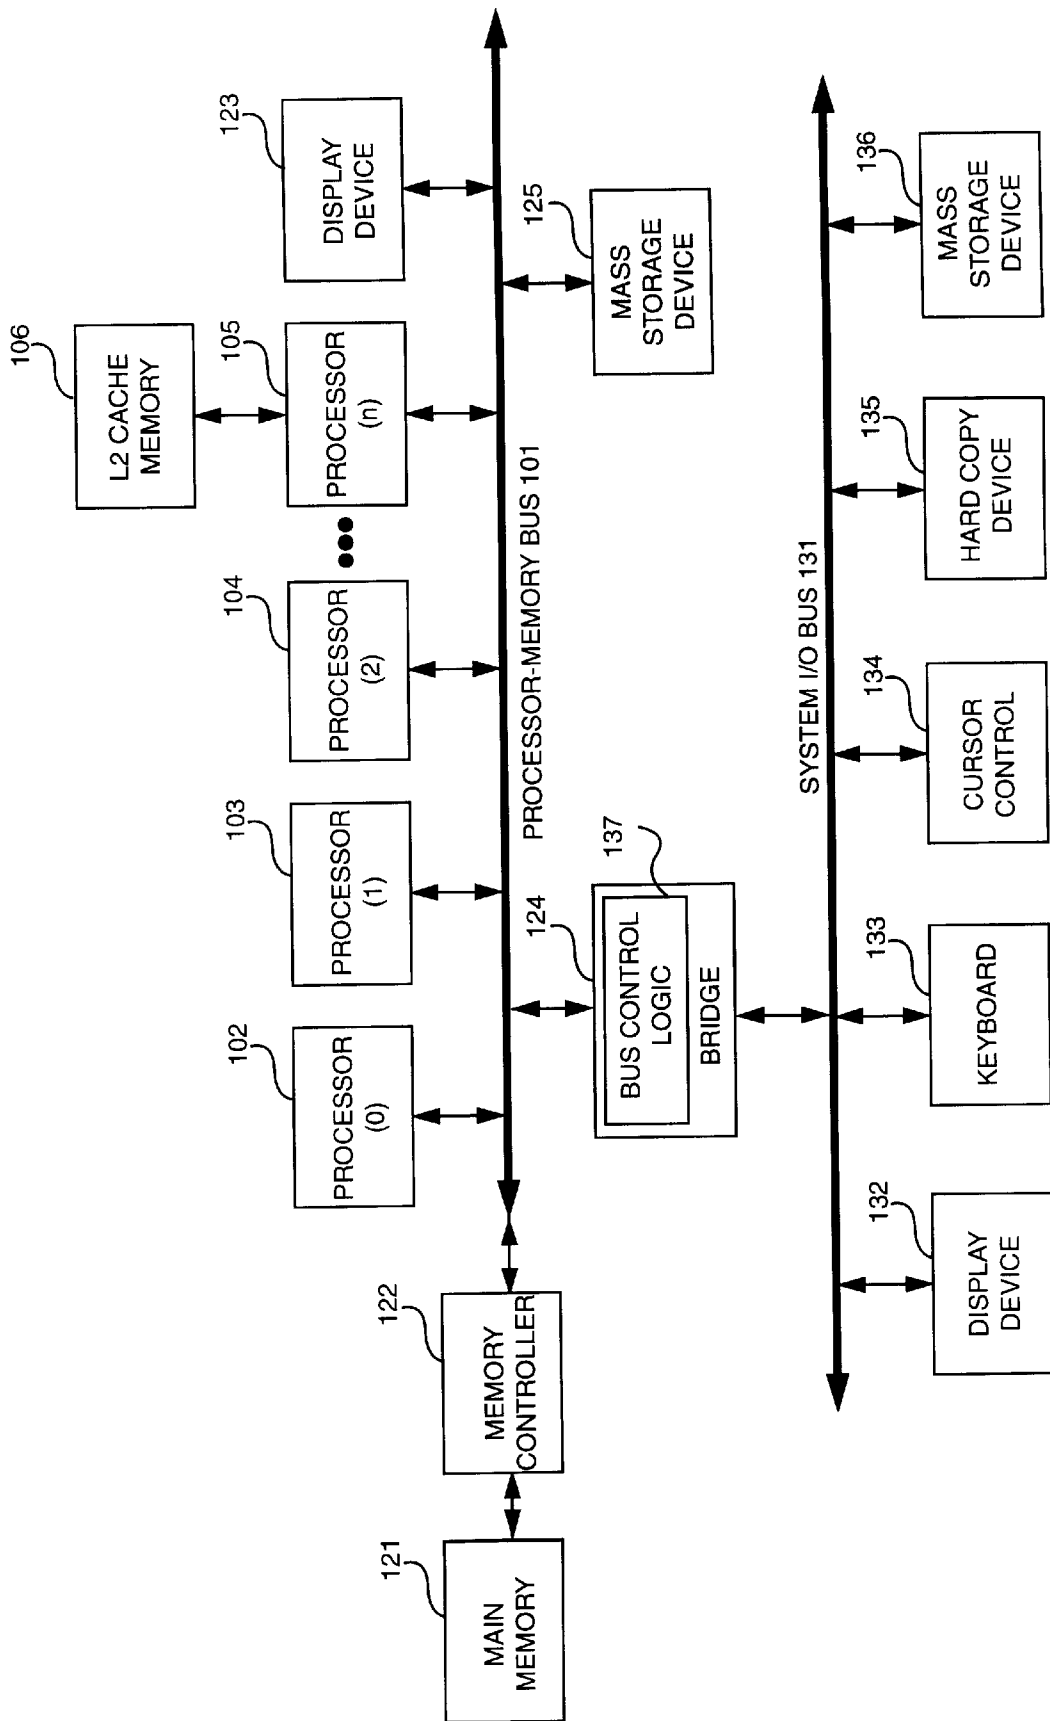 106
L2 CACHE
MEMORY
102
PROCESSOR
(0)
103
PROCESSOR
(1)
104
PROCESSOR
(2)
105
PROCESSOR
(n)
123
DISPLAY
DEVICE
121
MAIN
MEMORY
122
MEMORY
CONTROLLER
PROCESSOR-MEMORY BUS 101
124
137
BUS CONTROL
LOGIC
BRIDGE
125
MASS
STORAGE
DEVICE
SYSTEM I/O BUS 131
132
DISPLAY
DEVICE
133
KEYBOARD
134
CURSOR
CONTROL
135
HARD COPY
DEVICE
136
MASS
STORAGE
DEVICE